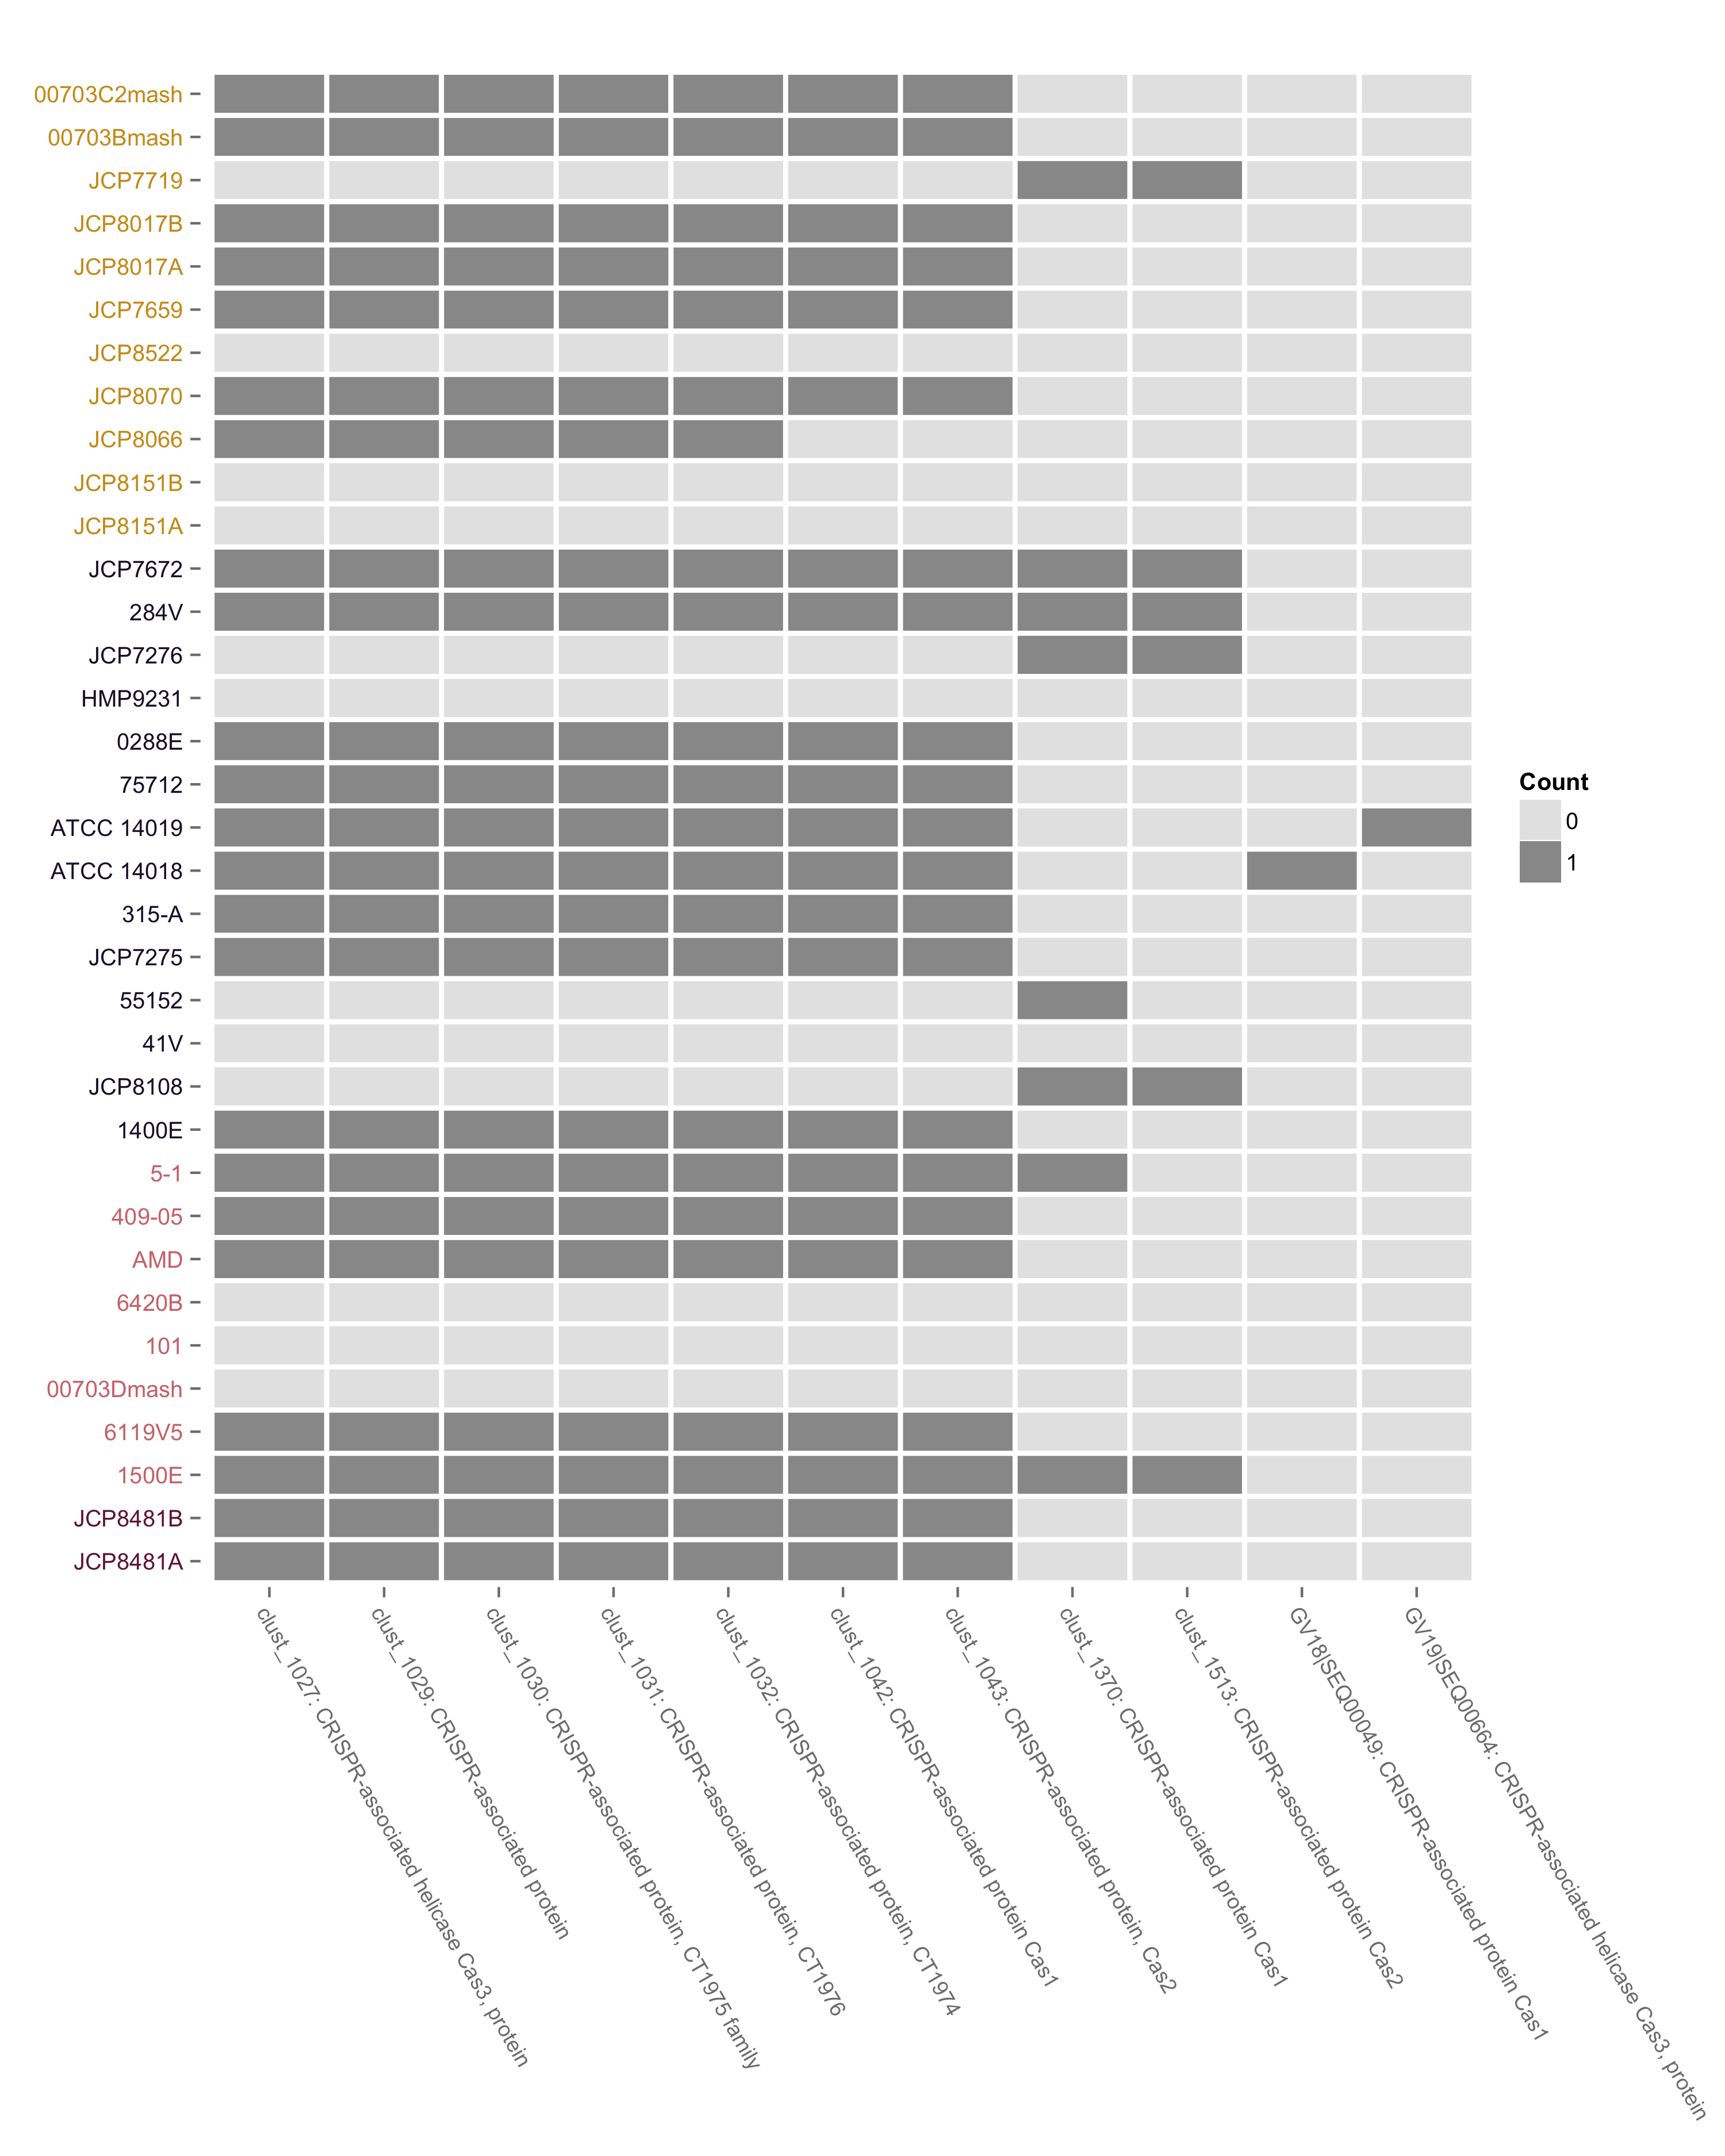 00703C2mash
00703Bmash
JCP7719
JCP8017B
JCP8017A
JCP7659
JCP8522
JCP8070
JCP8066
JCP8151B
JCP8151A
JCP7672
284V
JCP7276
HMP9231
0288E
75712
ATCC 14019
ATCC 14018
315-A
JCP7275
55152
41V
JCP8108
1400E
5-1
409-05
AMD
6420B
101
00703Dmash
6119V5
1500E
JCP8481B
JCP8481A
Count
0
1
clust_1027: CRISPR-associated helicase Cas3, protein
clust_1029: CRISPR-associated protein
clust_1030: CRISPR-associated protein, CT1975 family
clust_1031: CRISPR-associated protein, CT1976
clust_1032: CRISPR-associated protein, CT1974
clust_1042: CRISPR-associated protein Cas1
clust_1043: CRISPR-associated protein, Cas2
clust_1370: CRISPR-associated protein Cas1
clust_1513: CRISPR-associated protein Cas2
GV18|SEQ00049: CRISPR-associated protein Cas1
GV19|SEQ00664: CRISPR-associated helicase Cas3, protein